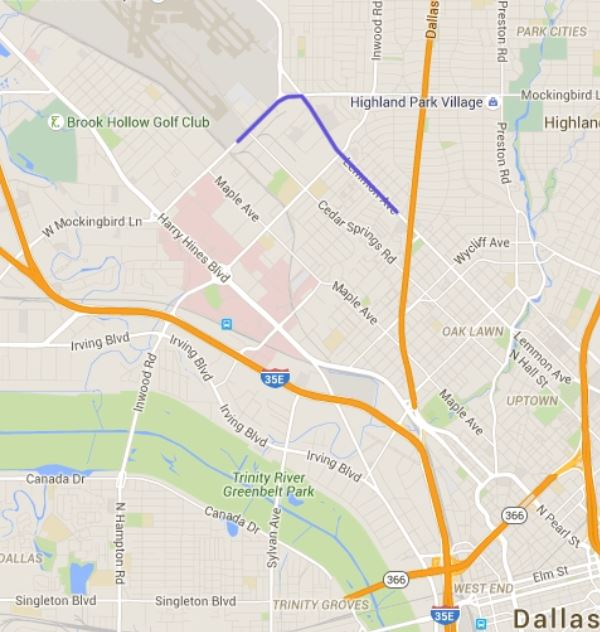 Inwood Rd
Dallas
Preston Rd
PARK CITIES
Highland Park Village
Mockingbird L
Brook Hollow Golf Club
Highlan
Preston Rd
Lemmon Ave
Maple Ave
Cedar Springs Rd
W Mockingbird Ln
Harry Hines Blvd
Wycliff Ave
Maple Ave
OAK LAWN
Irving Blvd
Irving Blvd
Inwood Rd
Lemmon Ave
N Hall St
35E
UPTOWN
Maple Ave
Irving Blvd
Irving Blvd
Trinity River
Greenbelt Park
Canada Dr
Canada Dr
N Hampton Rd
Sylvan Ave
366
N Pearl St
DALLAS
366
Elm St
WEST END
Singleton Blvd
Singleton Blvd
TRINITY GROVES
35E
Dallas